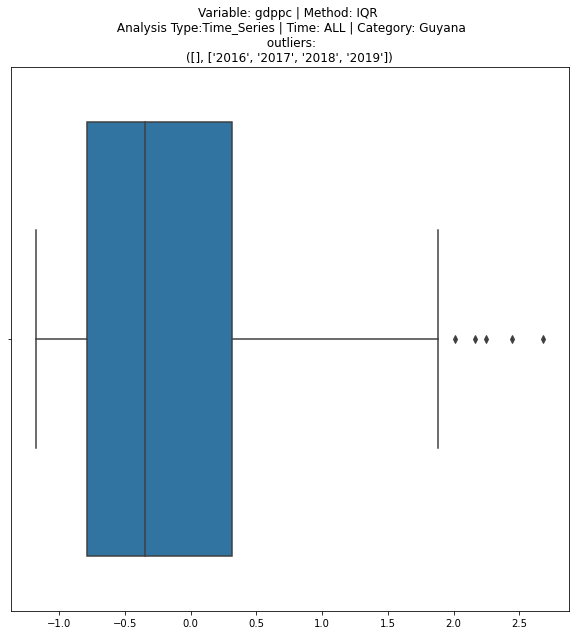 Variable: gdppc | Method: IQR
Analysis Type:Time_Series | Time: ALL | Category: Guyana
outliers:
([], ['2016', '2017', '2018', '2019'])
−1.0 −0.5 0.0 0.5 1.0 1.5 2.0 2.5